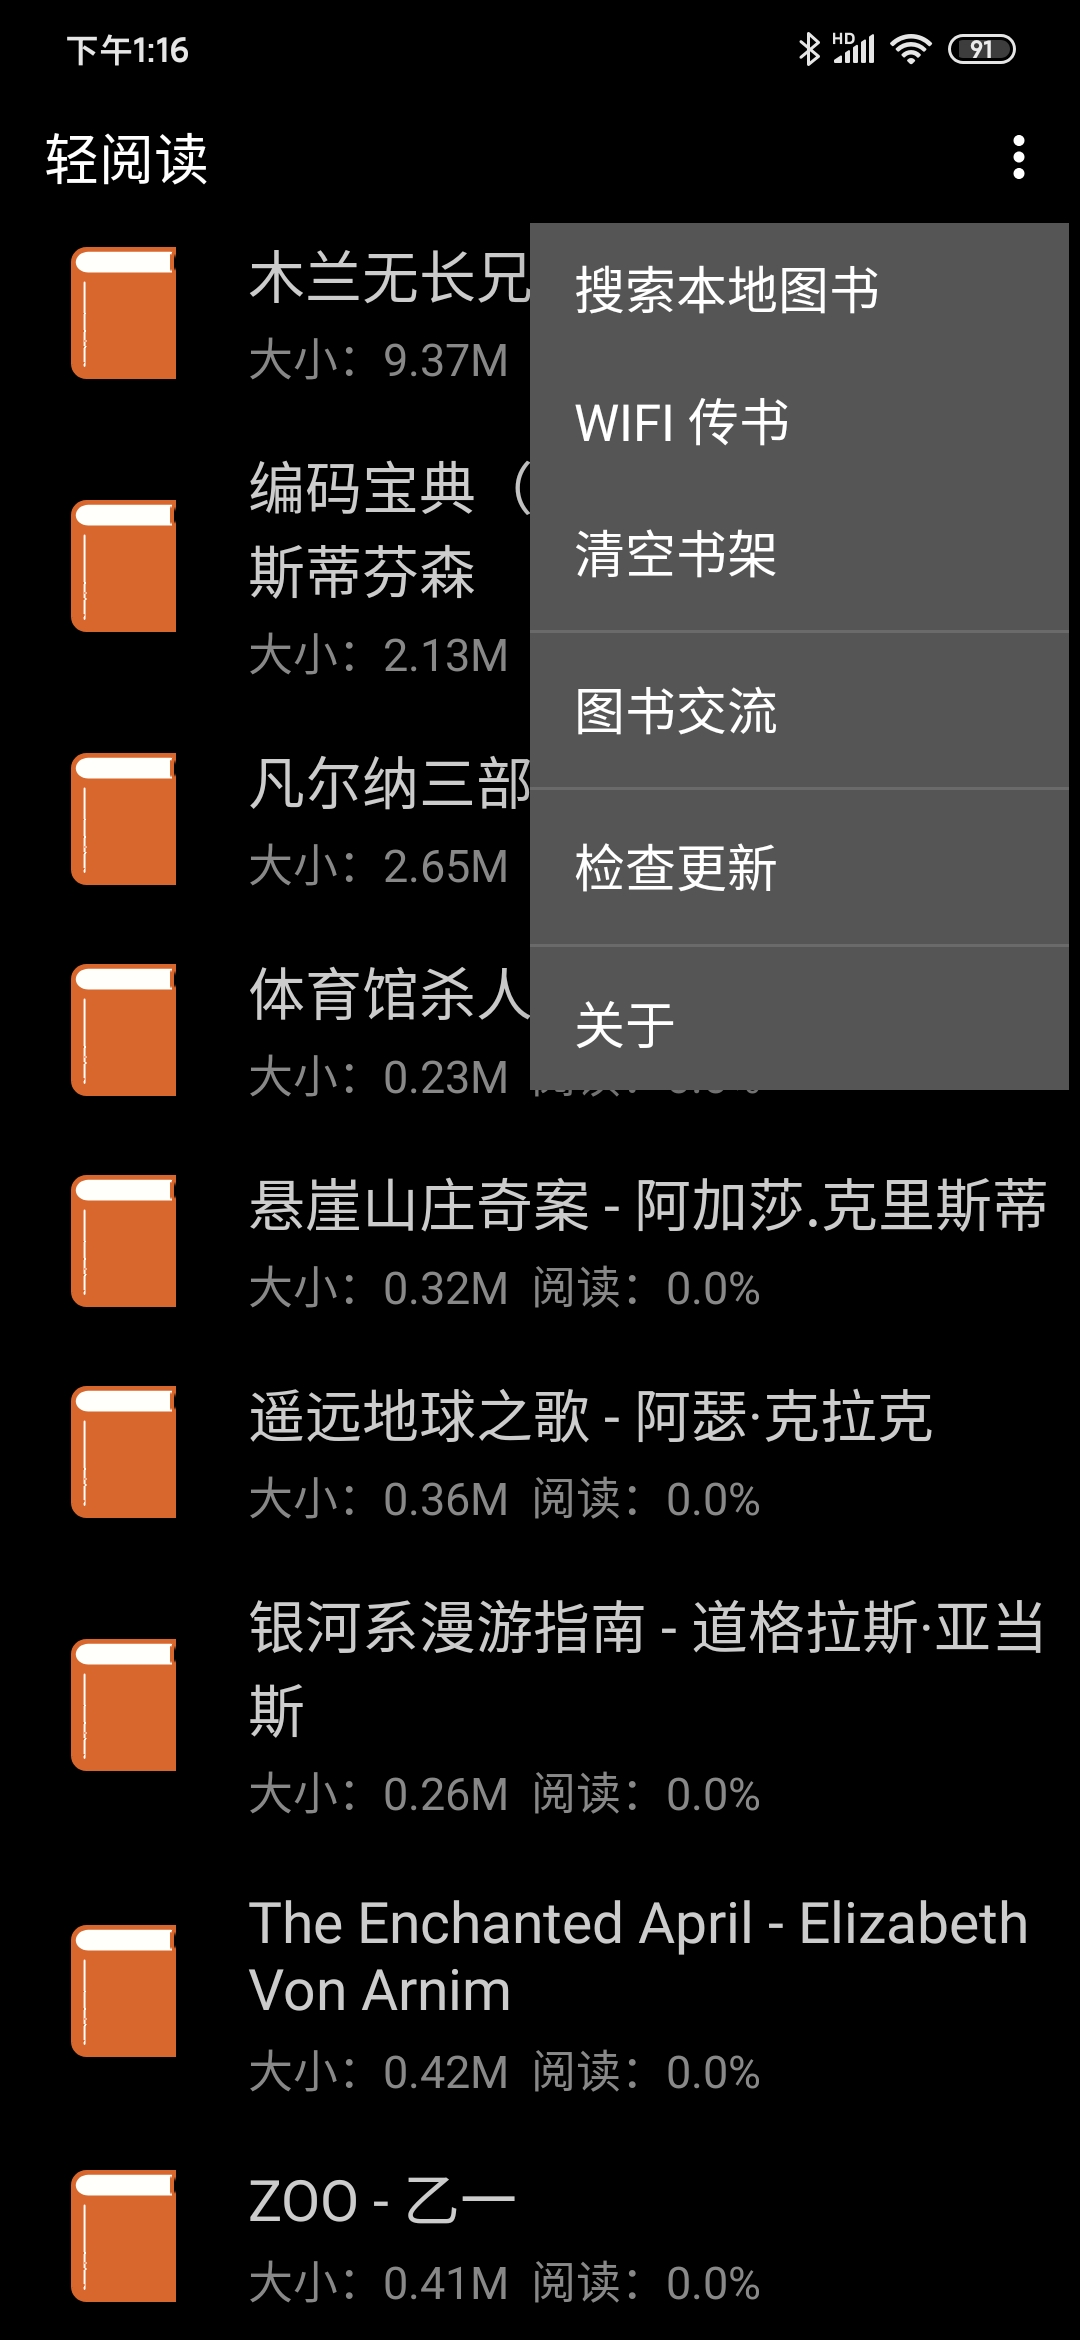 下午1:16
HD
91
轻阅读
木兰无长兄
大小：9.37M
编码宝典（
斯蒂芬森
大小：2.13M
凡尔纳三部
大小：2.65M
体育馆杀人
大小：0.23M
搜索本地图书
WIFI 传书
清空书架
图书交流
检查更新
关于
悬崖山庄奇案 - 阿加莎.克里斯蒂
大小：0.32M 阅读：0.0%
遥远地球之歌 - 阿瑟·克拉克
大小：0.36M 阅读：0.0%
银河系漫游指南 - 道格拉斯·亚当
斯
大小：0.26M 阅读：0.0%
The Enchanted April - Elizabeth
Von Arnim
大小：0.42M 阅读：0.0%
ZOO - 乙一
大小：0.41M 阅读：0.0%